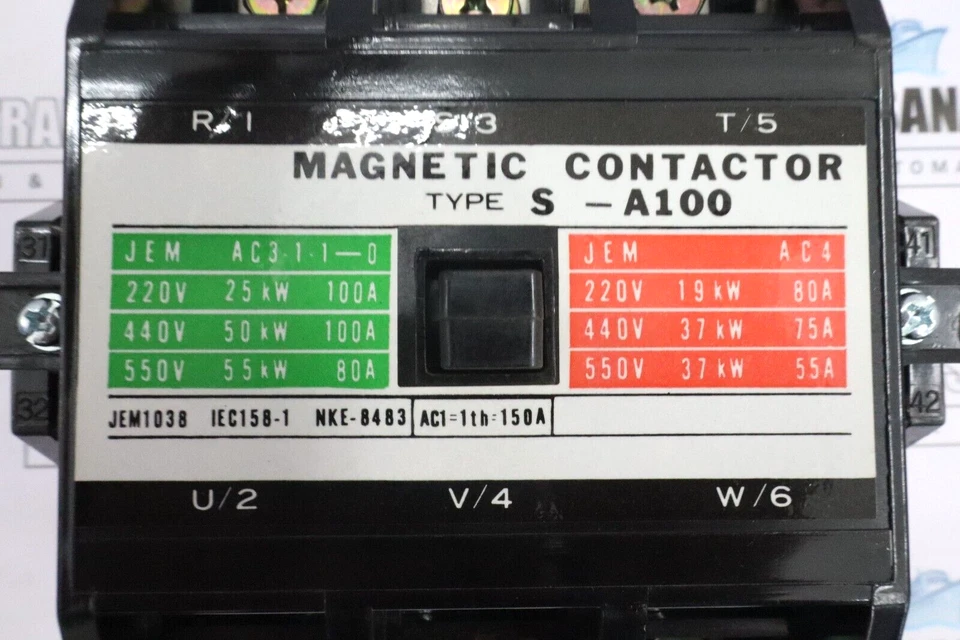 R/1 S/3 T/5
MAGNETIC CONTACTOR
TYPE S-A100
31
41
JEM AC3·1·1—0
220V 25kW 100A
440V 50kW 100A
550V 55kW 80A
JEM AC4
220V 19kW 80A
440V 37kW 75A
550V 37kW 55A
32
42
JEM1038 IEC158-1 NKE-8483 AC1=1th=150A
U/2 V/4 W/6